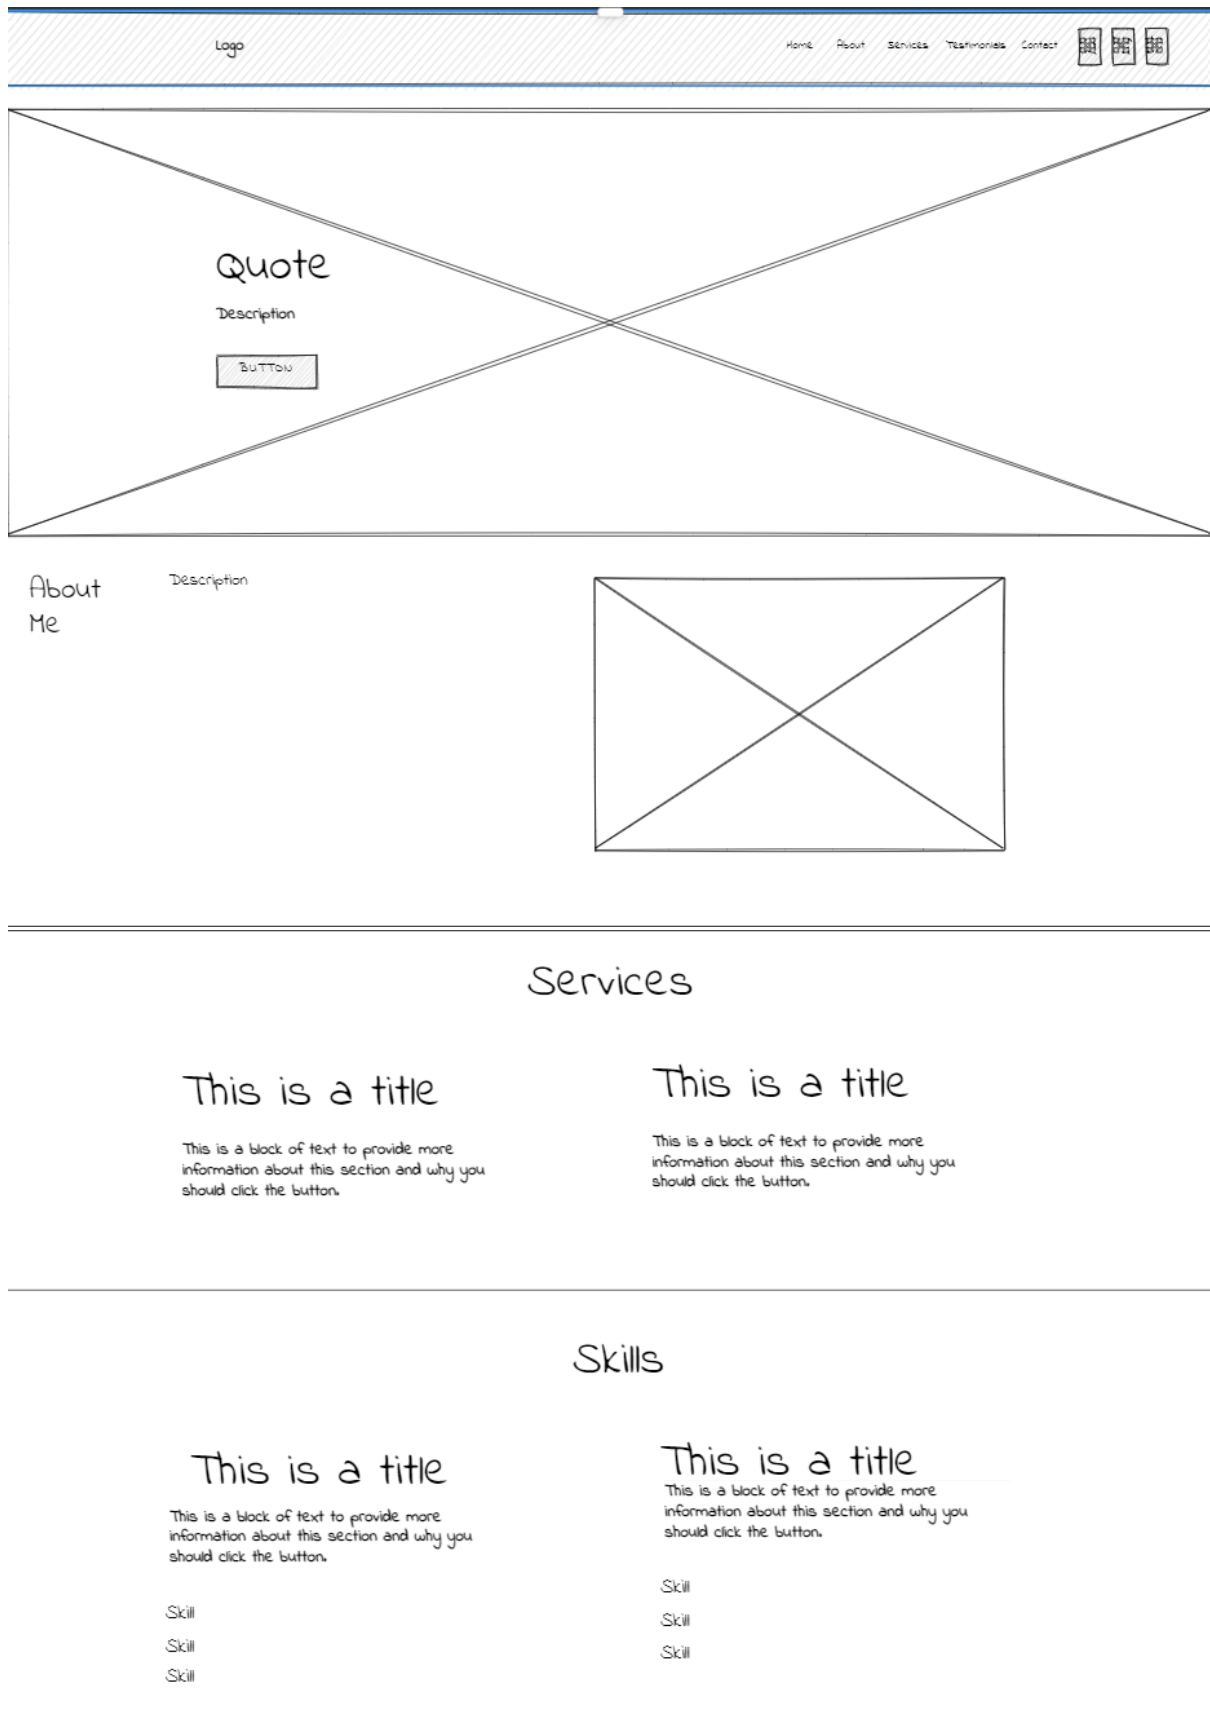 Logo
Home About Services Testimonials Contact
Quote
Description
BUTTON
About
Me
Description
Services
This is a title
This is a block of text to provide more
information about this section and why you
should click the button.
This is a title
This is a block of text to provide more
information about this section and why you
should click the button.
Skills
This is a title
This is a block of text to provide more
information about this section and why you
should click the button.
Skill
Skill
Skill
This is a title
This is a block of text to provide more
information about this section and why you
should click the button.
Skill
Skill
Skill